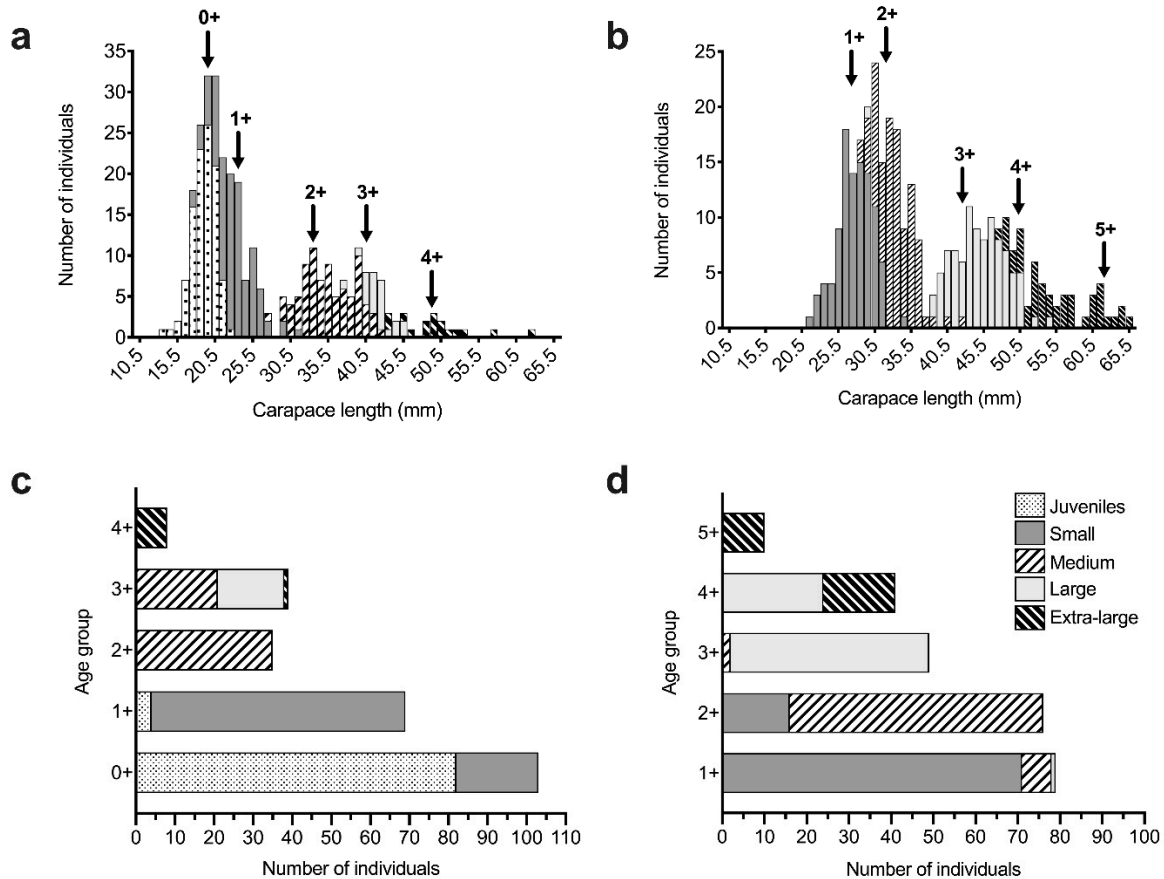 a
0+
1+
2+
3+
4+
35
30
25
20
15
10
5
0
Number of individuals
10.5 15.5 20.5 25.5 30.5 35.5 40.5 45.5 50.5 55.5 60.5 65.5
Carapace length (mm)
b
1+
2+
3+
4+
5+
25
20
15
10
5
0
Number of individuals
10.5 15.5 20.5 25.5 30.5 35.5 40.5 45.5 50.5 55.5 60.5 65.5
Carapace length (mm)
c
4+
3+
2+
1+
0+
Age group
0 10 20 30 40 50 60 70 80 90 100 110
Number of individuals
d
5+
4+
3+
2+
1+
Age group
0 10 20 30 40 50 60 70 80 90 100
Number of individuals
Juveniles
Small
Medium
Large
Extra-large